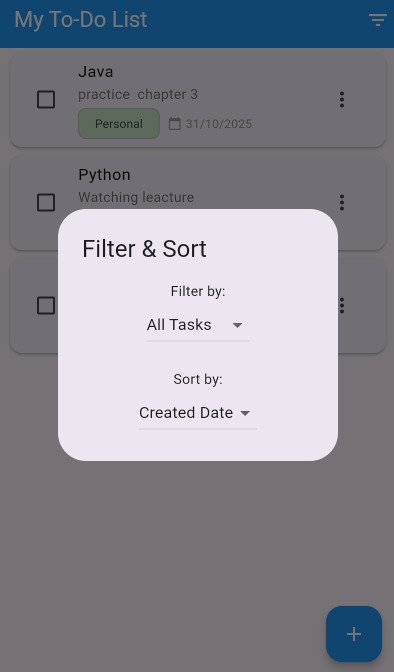 My To-Do List
Java
practice chapter 3
Personal
31/10/2025
Python
Watching leacture
Filter & Sort
Filter by:
All Tasks
Sort by:
Created Date